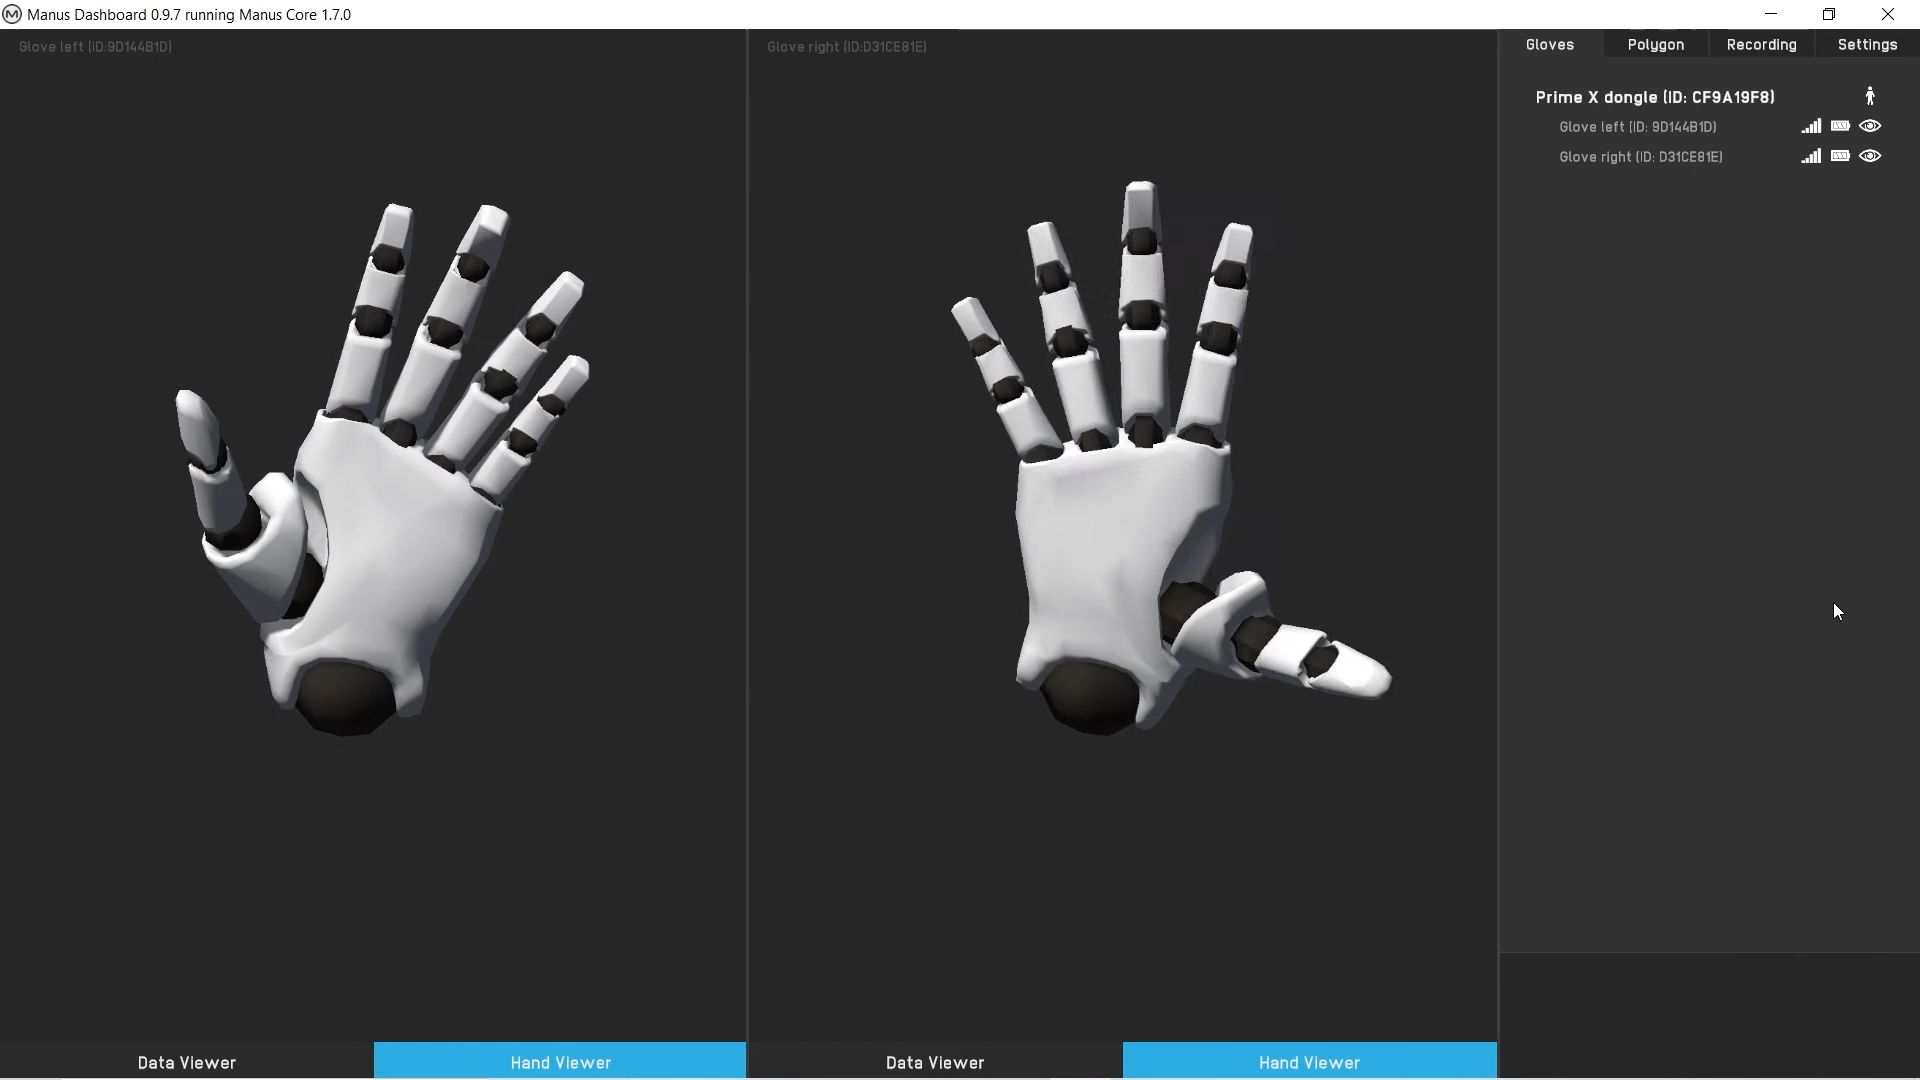 Manus Dashboard 0.9.7 running Manus Core 1.7.0
Glove left (ID:9D144B1D)
Glove right (ID:D31CE81E)
Gloves
Polygon
Recording
Settings
Prime X dongle (ID: CF9A19F8)
Glove left (ID: 9D144B1D)
Glove right (ID: D31CE81E)
Data Viewer
Hand Viewer
Data Viewer
Hand Viewer